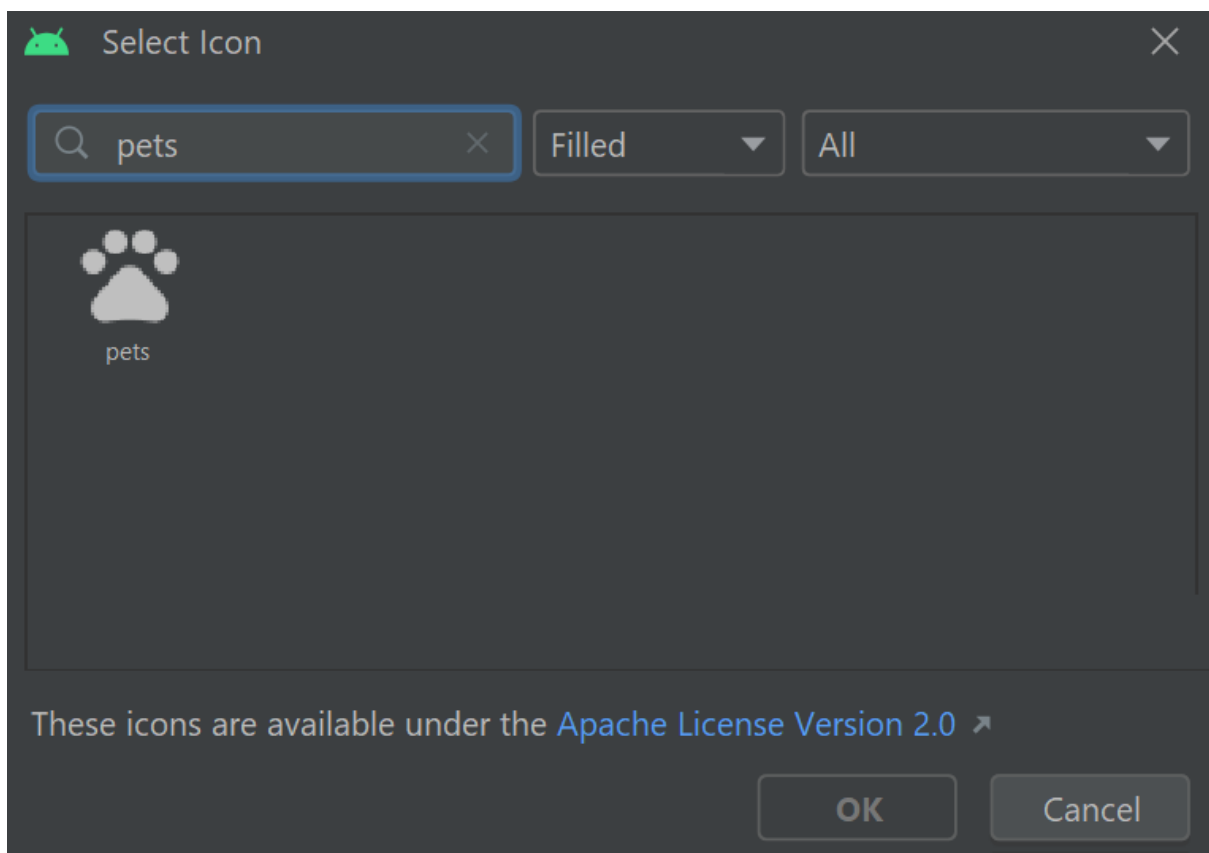 Select Icon
pets
Filled
All
pets
These icons are available under the Apache License Version 2.0
OK
Cancel